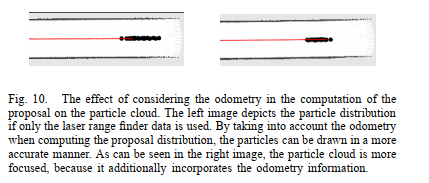 Fig. 10. The effect of considering the odometry in the computation of the
proposal on the particle cloud. The left image depicts the particle distribution
if only the laser range finder data is used. By taking into account the odometry
when computing the proposal distribution, the particles can be drawn in a more
accurate manner. As can be seen in the right image, the particle cloud is more
focused, because it additionally incorporates the odometry information.